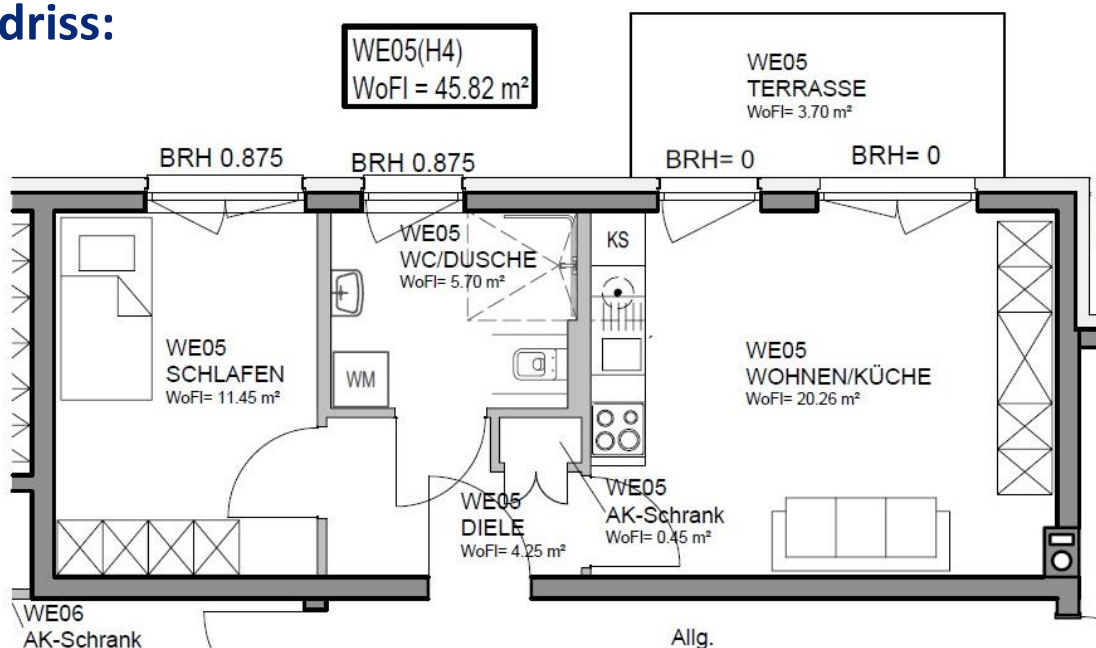 driss:
WE05(H4)
WoFl = 45.82 m²
WE05
TERRASSE
WoFl= 3.70 m²
BRH 0.875
BRH 0.875
BRH= 0
BRH= 0
WE05
WC/DUSCHE
WoFl= 5.70 m²
KS
WE05
SCHLAFEN
WoFl= 11.45 m²
WM
WE05
WOHNEN/KÜCHE
WoFl= 20.26 m²
WE05
DIELE
WoFl= 4.25 m²
WE05
AK-Schrank
WoFl= 0.45 m²
WE06
AK-Schrank
Allg.